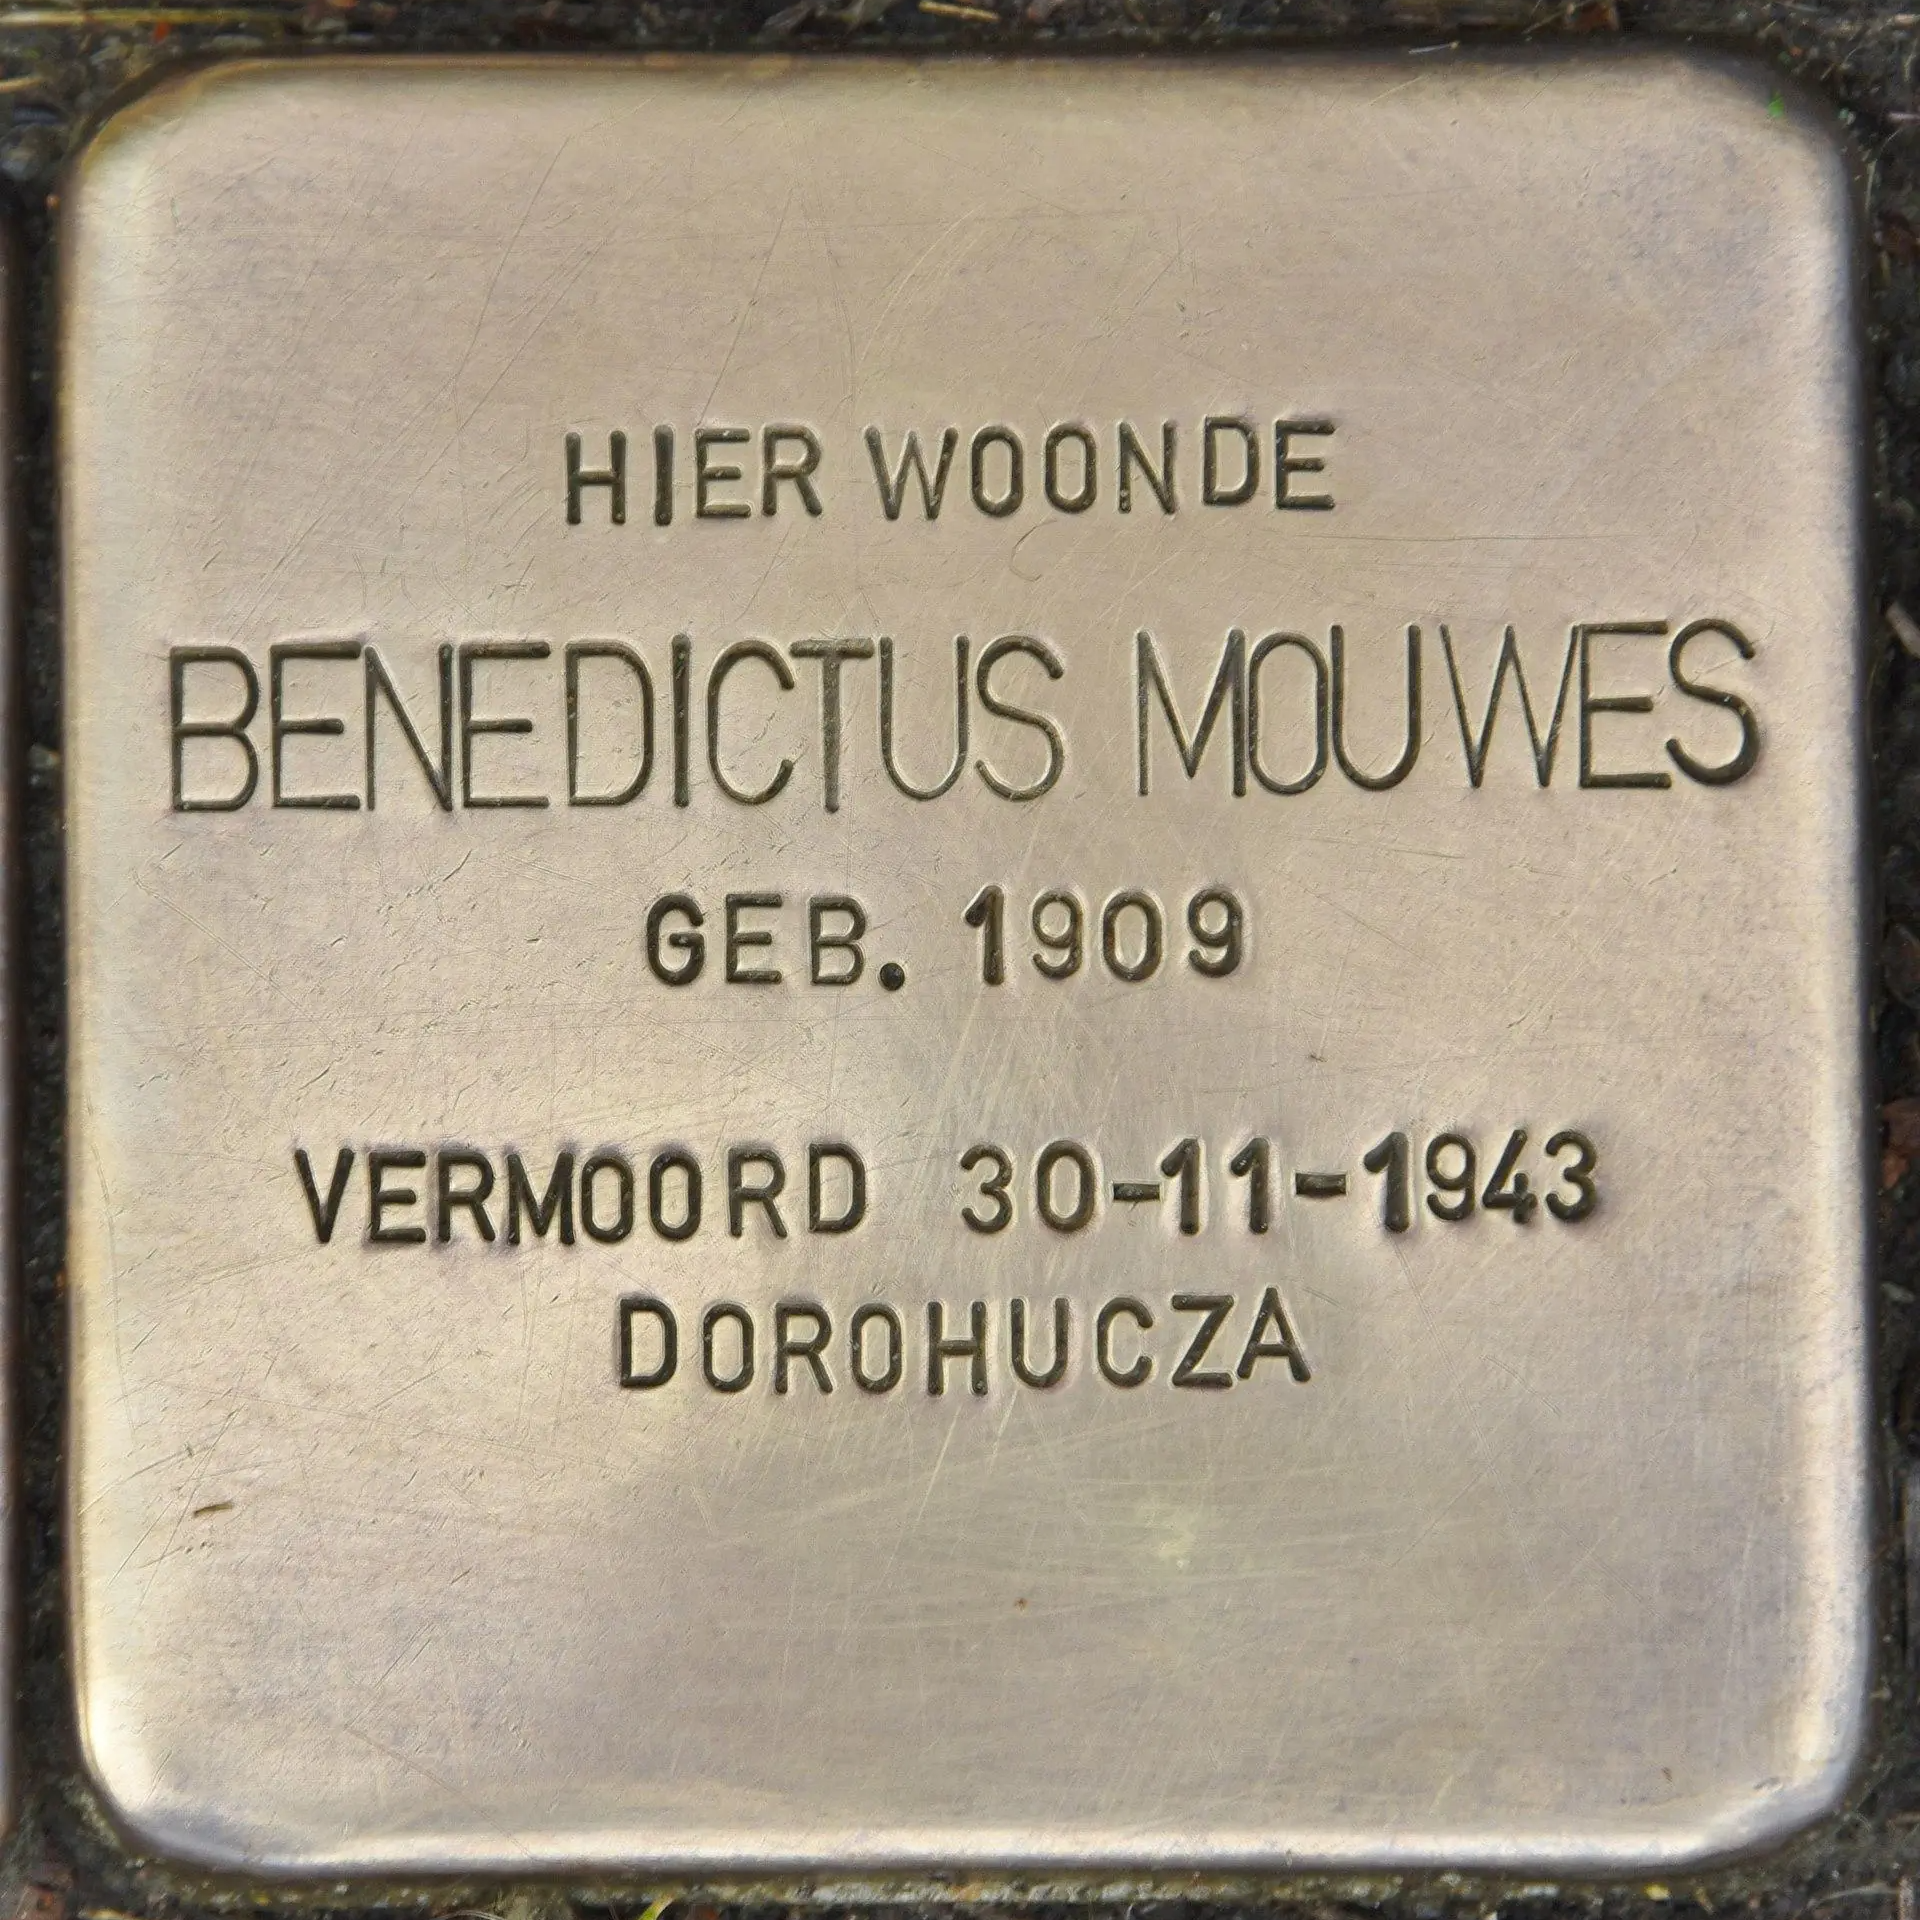 HIER WOONDE
BENEDICTUS MOUWES
GEB. 1909
VERMOORD 30-11-1943
DOROHUCZA